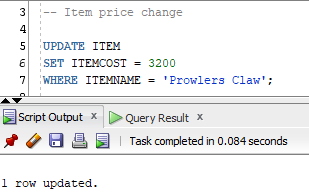 3 -- Item price change
4
5 UPDATE ITEM
6 SET ITEMCOST = 3200
7 WHERE ITEMNAME = 'Prowlers Claw';
8
Script Output x Query Result x
Task completed in 0.084 seconds
1 row updated.